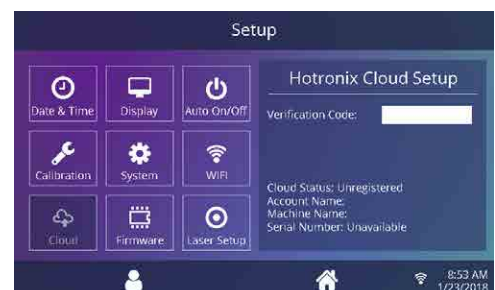 Setup
Date & Time
Display
Auto On/Off
Calibration
System
WIFI
Cloud
Firmware
Laser Setup
Hotronix Cloud Setup
Verification Code:
Cloud Status: Unregistered
Account Name:
Machine Name:
Serial Number: Unavailable
8:53 AM
1/23/2018